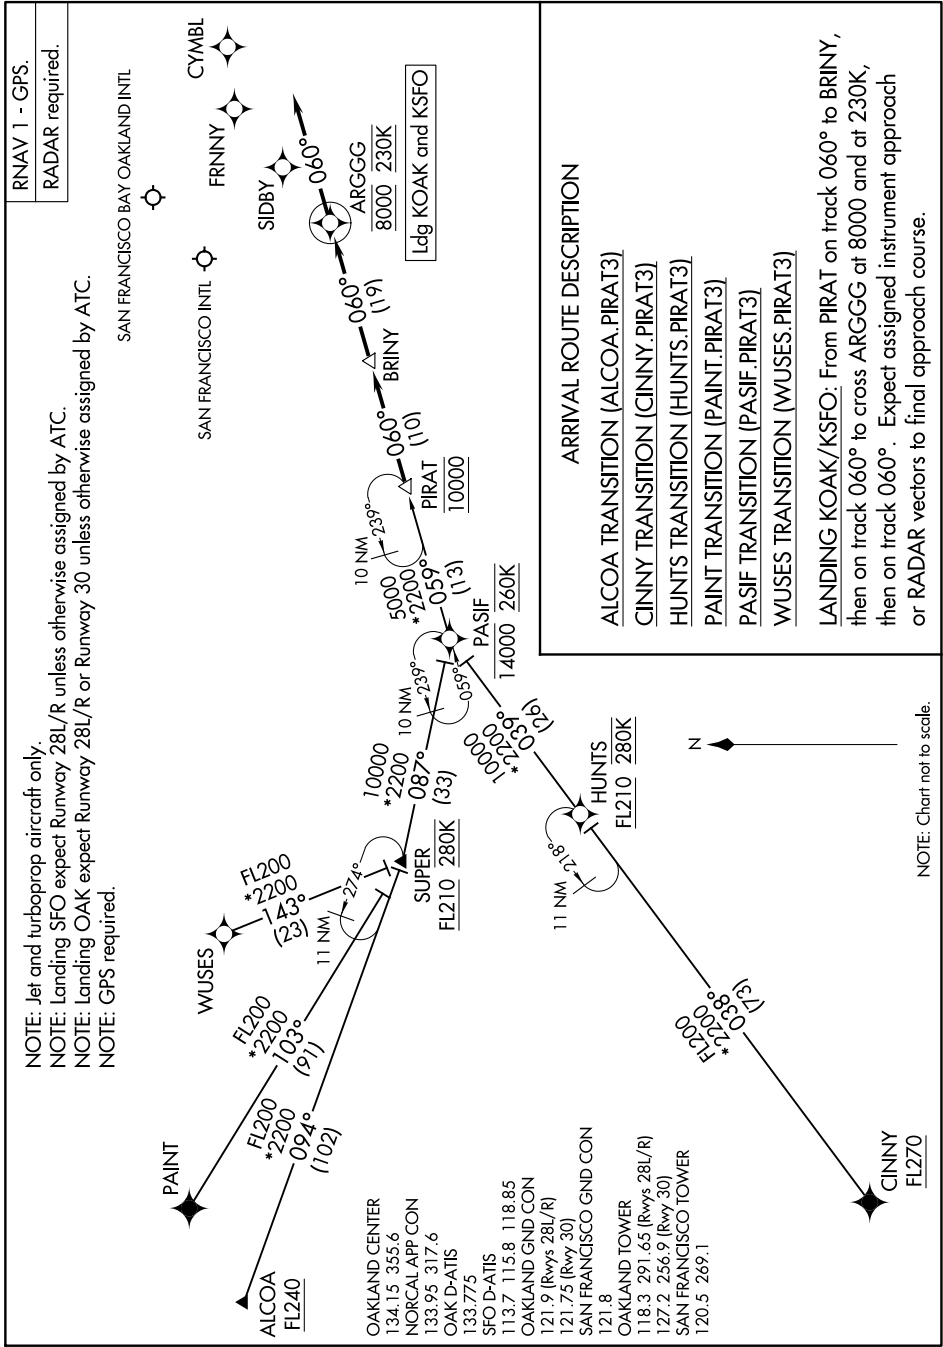 RNAV 1 - GPS.
RADAR required.
NOTE: Jet and turboprop aircraft only.
NOTE: Landing SFO expect Runway 28L/R unless otherwise assigned by ATC.
NOTE: Landing OAK expect Runway 28L/R or Runway 30 unless otherwise assigned by ATC.
NOTE: GPS required.
SAN FRANCISCO BAY OAKLAND INTL
SAN FRANCISCO INTL
CYMBL
FRNNY
SIDBY
060°
ARGGG
8000 230K
Ldg KOAK and KSFO
060°
(19)
BRINY
060°
(10)
PIRAT
10000
10 NM
239°
5000
*2200
059°
(13)
PASIF
14000 260K
10 NM
239°
059°
10000
*2200
087°
(33)
SUPER
FL210 280K
11 NM
274°
WUSES
FL200
*2200
143°
(23)
PAINT
FL200
*2200
103°
(91)
ALCOA
FL240
FL200
*2200
094°
(102)
10000
*2200
039°
(26)
HUNTS
FL210 280K
11 NM
218°
FL200
*2200
038°
(73)
CINNY
FL270
OAKLAND CENTER
134.15 355.6
NORCAL APP CON
133.95 317.6
OAK D-ATIS
133.775
SFO D-ATIS
113.7 115.8 118.85
OAKLAND GND CON
121.9 (Rwys 28L/R)
121.75 (Rwy 30)
SAN FRANCISCO GND CON
121.8
OAKLAND TOWER
118.3 291.65 (Rwys 28L/R)
127.2 256.9 (Rwy 30)
SAN FRANCISCO TOWER
120.5 269.1
N
NOTE: Chart not to scale.
ARRIVAL ROUTE DESCRIPTION
ALCOA TRANSITION (ALCOA.PIRAT3)
CINNY TRANSITION (CINNY.PIRAT3)
HUNTS TRANSITION (HUNTS.PIRAT3)
PAINT TRANSITION (PAINT.PIRAT3)
PASIF TRANSITION (PASIF.PIRAT3)
WUSES TRANSITION (WUSES.PIRAT3)
LANDING KOAK/KSFO: From PIRAT on track 060° to BRINY,
then on track 060° to cross ARGGG at 8000 and at 230K,
then on track 060°. Expect assigned instrument approach
or RADAR vectors to final approach course.